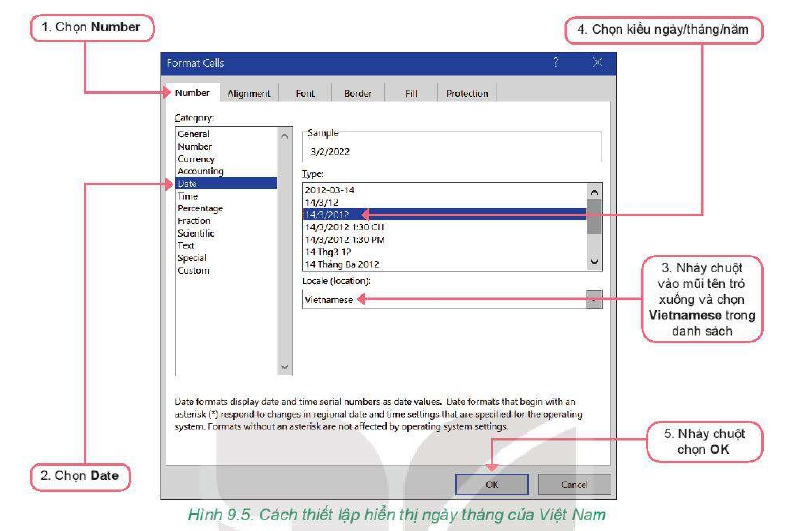 1. Chọn Number
4. Chọn kiểu ngày/tháng/năm
Format Cells
?
Number Alignment Font Border Fill Protection
Category:
General
Number
Currency
Accounting
Date
Time
Percentage
Fraction
Scientific
Text
Special
Custom
Sample
3/2/2022
Type:
2012-03-14
14/3/12
14/3/2012
14/3/2012 1:30 CH
14/3/2012 1:30 PM
14 Thg3 12
14 Tháng Ba 2012
Locale (location):
Vietnamese
3. Nháy chuột
vào mũi tên trỏ
xuống và chọn
Vietnamese trong
danh sách
Date formats display date and time serial numbers as date values. Date formats that begin with an
asterisk (*) respond to changes in regional date and time settings that are specified for the operating
system. Formats without an asterisk are not affected by operating system settings.
5. Nháy chuột
chọn OK
2. Chọn Date
OK Cancel
Hình 9.5. Cách thiết lập hiển thị ngày tháng của Việt Nam